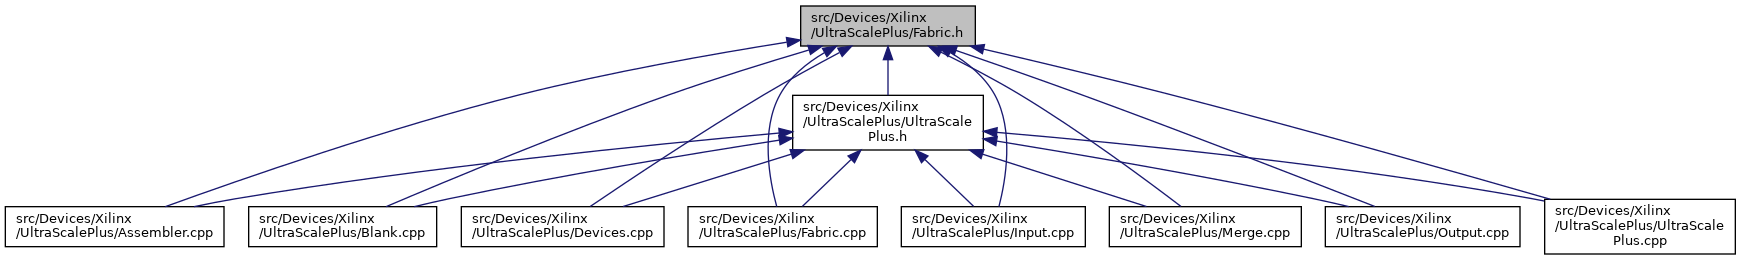 src/Devices/Xilinx
/UltraScalePlus/Fabric.h
src/Devices/Xilinx
/UltraScalePlus/UltraScale
Plus.h
src/Devices/Xilinx
/UltraScalePlus/Assembler.cpp
src/Devices/Xilinx
/UltraScalePlus/Blank.cpp
src/Devices/Xilinx
/UltraScalePlus/Devices.cpp
src/Devices/Xilinx
/UltraScalePlus/Fabric.cpp
src/Devices/Xilinx
/UltraScalePlus/Input.cpp
src/Devices/Xilinx
/UltraScalePlus/Merge.cpp
src/Devices/Xilinx
/UltraScalePlus/Output.cpp
src/Devices/Xilinx
/UltraScalePlus/UltraScale
Plus.cpp